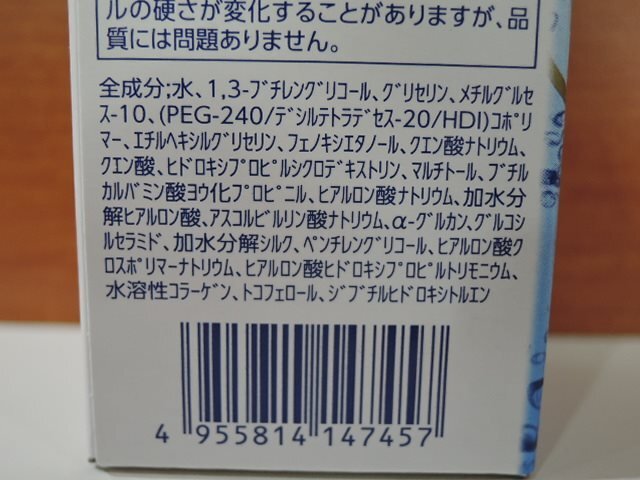 ルの硬さが変化することがありますが、品
質には問題ありません。
全成分;水、1,3-ﾌﾞﾁﾚﾝｸﾞﾘｺｰﾙ、ｸﾞﾘｾﾘﾝ、ﾒﾁﾙｸﾞﾙｾ
ｽ-10、(PEG-240/ﾃﾞｼﾙﾃﾄﾗﾃﾞｾｽ-20/HDI)ｺﾎﾟﾘ
ﾏｰ、ｴﾁﾙﾍｷｼﾙｸﾞﾘｾﾘﾝ、ﾌｪﾉｷｼｴﾀﾉｰﾙ、ｸｴﾝ酸ﾅﾄﾘｳﾑ、
ｸｴﾝ酸、ﾋﾄﾞﾛｷｼﾌﾟﾛﾋﾟﾙｼｸﾛﾃﾞｷｽﾄﾘﾝ、ﾏﾙﾁﾄｰﾙ、ﾌﾞﾁﾙ
ｶﾙﾊﾞﾐﾝ酸ﾖｳ化ﾌﾟﾛﾋﾟﾆﾙ、ﾋｱﾙﾛﾝ酸ﾅﾄﾘｳﾑ、加水分
解ﾋｱﾙﾛﾝ酸、ｱｽｺﾙﾋﾞﾙﾘﾝ酸ﾅﾄﾘｳﾑ、α-ｸﾞﾙｶﾝ、ｸﾞﾙｺｼ
ﾙｾﾗﾐﾄﾞ、加水分解ｼﾙｸ、ﾍﾟﾝﾁﾚﾝｸﾞﾘｺｰﾙ、ﾋｱﾙﾛﾝ酸ｸ
ﾛｽﾎﾟﾘﾏｰﾅﾄﾘｳﾑ、ﾋｱﾙﾛﾝ酸ﾋﾄﾞﾛｷｼﾌﾟﾛﾋﾟﾙﾄﾘﾓﾆｳﾑ、
水溶性ｺﾗｰｹﾞﾝ、ﾄｺﾌｪﾛｰﾙ、ｼﾞﾌﾞﾁﾙﾋﾄﾞﾛｷｼﾄﾙｴﾝ
4 955814 147457